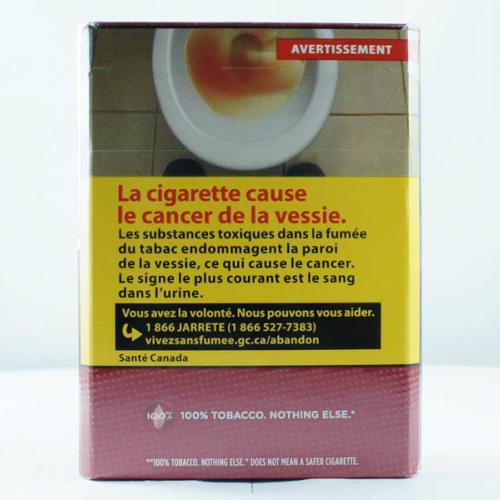 AVERTISSEMENT
La cigarette cause
le cancer de la vessie.
Les substances toxiques dans la fumée
du tabac endommagent la paroi
de la vessie, ce qui cause le cancer.
Le signe le plus courant est le sang
dans l'urine.
Vous avez la volonté. Nous pouvons vous aider.
1 866 JARRETE (1 866 527-7383)
vivezsansfumee.gc.ca/abandon
Santé Canada
100% 100% TOBACCO. NOTHING ELSE.*
*"100% TOBACCO. NOTHING ELSE." DOES NOT MEAN A SAFER CIGARETTE.